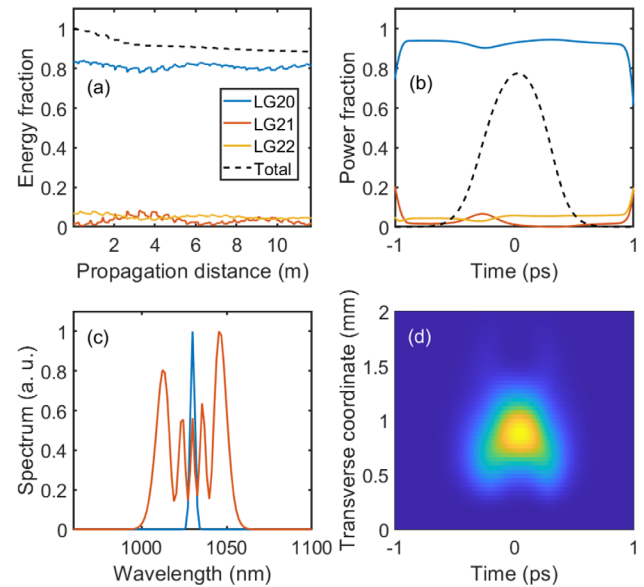 1
0.8
0.6
0.4
0.2
0
Energy fraction
(a)
LG20
LG21
LG22
Total
2 4 6 8 10
Propagation distance (m)
1
0.8
0.6
0.4
0.2
0
Power fraction
(b)
-1 0 1
Time (ps)
1
0.8
0.6
0.4
0.2
0
Spectrum (a. u.)
(c)
1000 1050 1100
Wavelength (nm)
2
1.5
1
0.5
0
Transverse coordinate (mm)
(d)
-1 0 1
Time (ps)